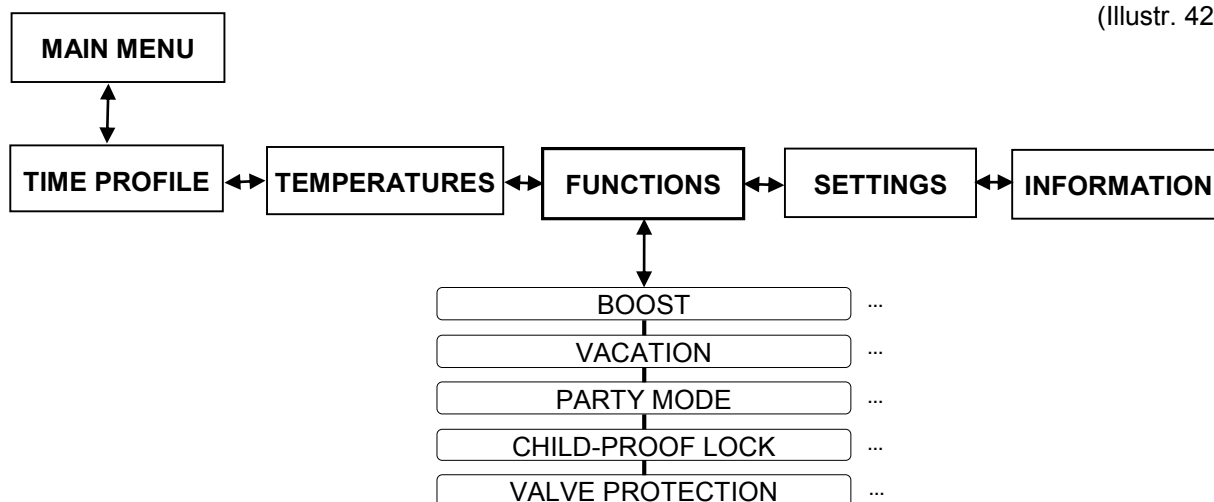 (Illustr. 42
MAIN MENU
TIME PROFILE TEMPERATURES FUNCTIONS SETTINGS INFORMATION
BOOST ...
VACATION ...
PARTY MODE ...
CHILD-PROOF LOCK ...
VALVE PROTECTION ...